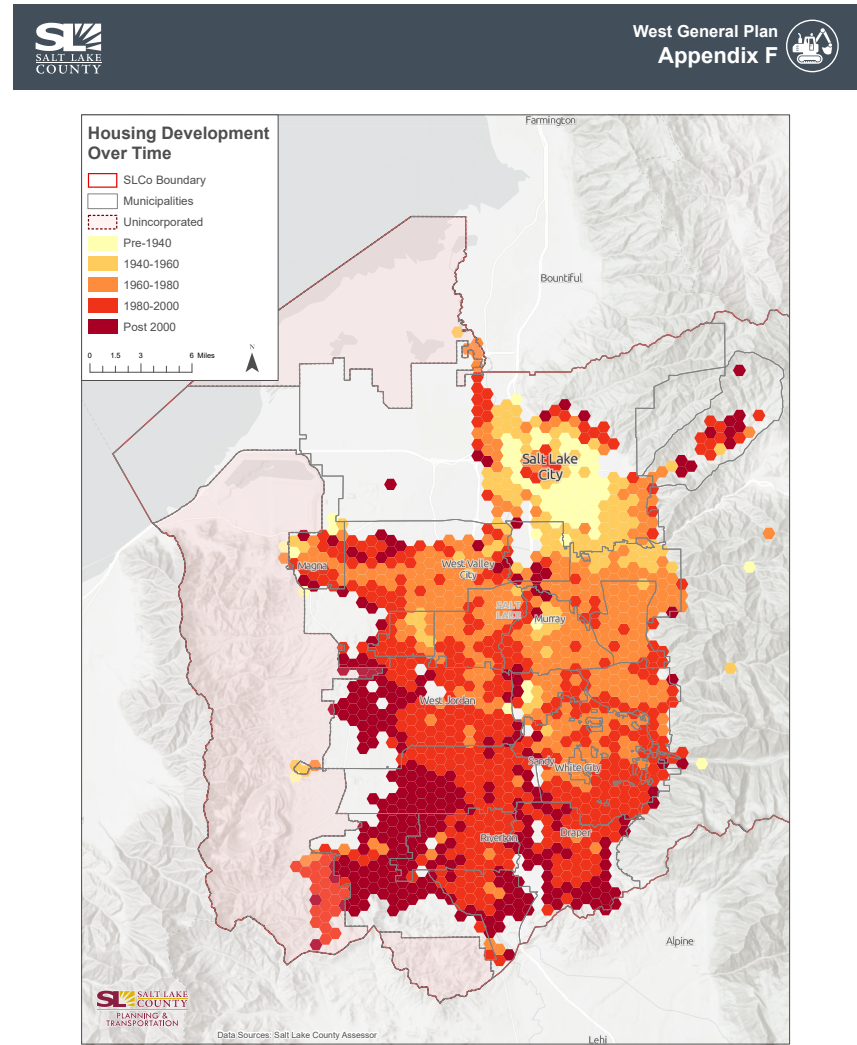 SL
SALT LAKE
COUNTY
West General Plan
Appendix F
Housing Development
Over Time
SLCo Boundary
Municipalities
Unincorporated
Pre-1940
1940-1960
1960-1980
1980-2000
Post 2000
0 1.5 3 6 Miles
N
Farmington
Bountiful
Salt Lake
City
Magna
West Valley
City
SALT
LAKE
Murray
West Jordan
Sandy
White City
Riverton
Draper
Alpine
Lehi
SL
SALT LAKE
COUNTY
PLANNING &
TRANSPORTATION
Data Sources: Salt Lake County Assessor